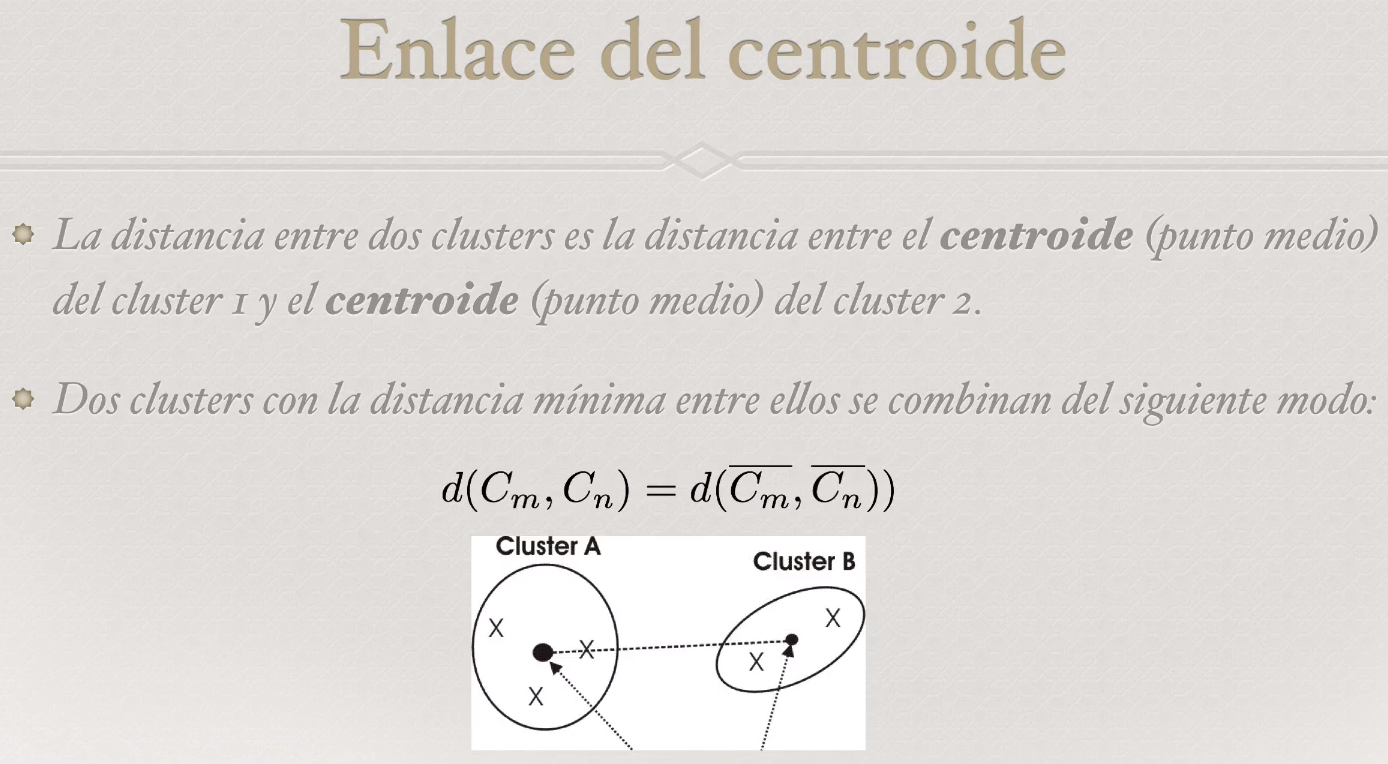 Enlace del centroide
La distancia entre dos clusters es la distancia entre el centroide (punto medio)
del cluster 1 y el centroide (punto medio) del cluster 2.
Dos clusters con la distancia mínima entre ellos se combinan del siguiente modo:
$d(C_m, C_n) = d(\overline{C_m}, \overline{C_n}))$
Cluster A
Cluster B
X
X
X
X
X